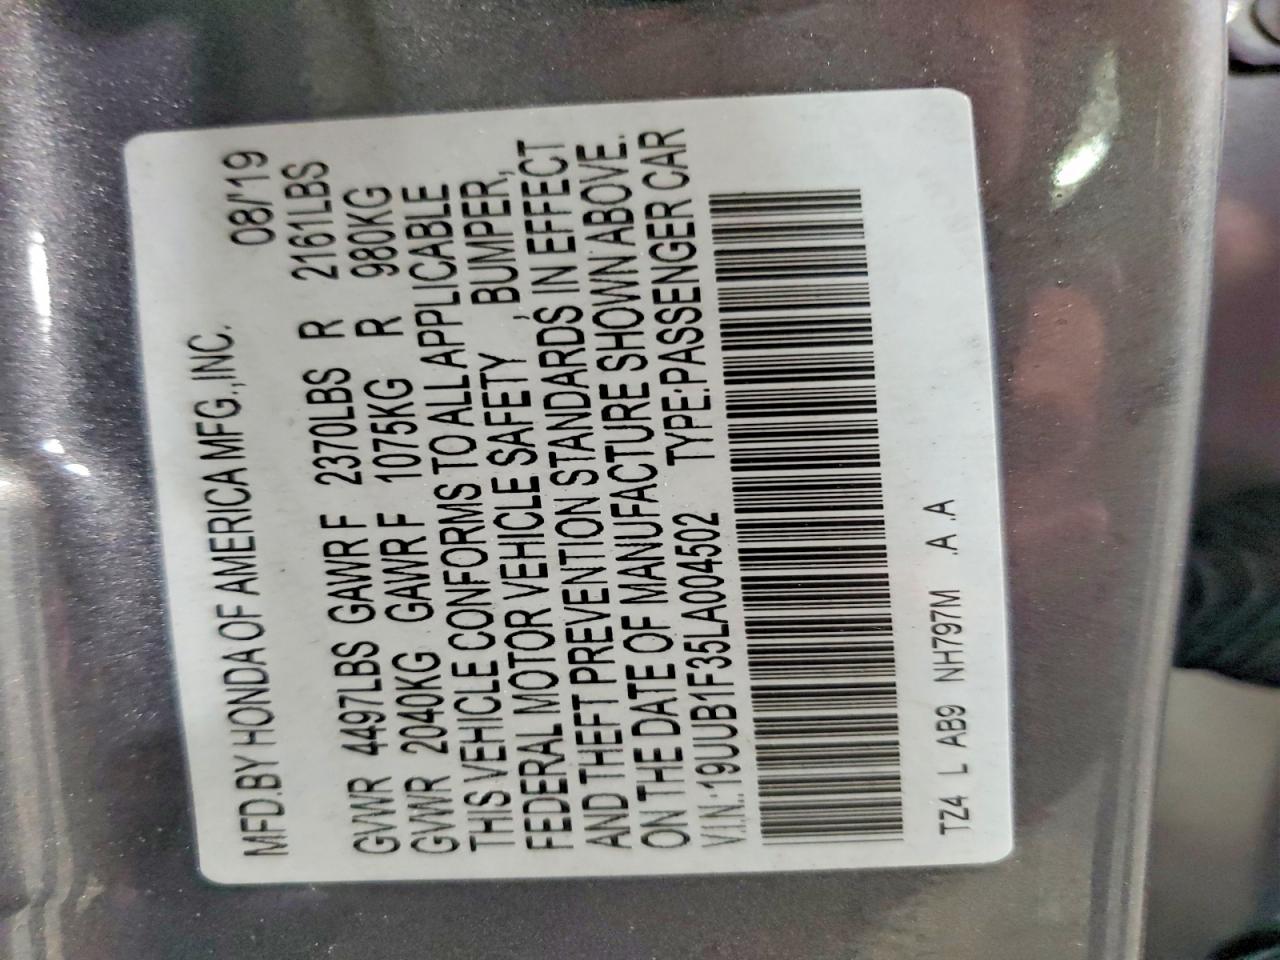 MFD.BY HONDA OF AMERICA MFG.,INC. 08/19
GVWR 4497LBS GAWR F 2370LBS R 2161LBS
GVWR 2040KG GAWR F 1075KG R 980KG
THIS VEHICLE CONFORMS TO ALL APPLICABLE
FEDERAL MOTOR VEHICLE SAFETY , BUMPER,
AND THEFT PREVENTION STANDARDS IN EFFECT
ON THE DATE OF MANUFACTURE SHOWN ABOVE.
V.I.N.:19UUB1F35LA004502 TYPE:PASSENGER CAR
TZ4 L AB9 NH797M .A .A